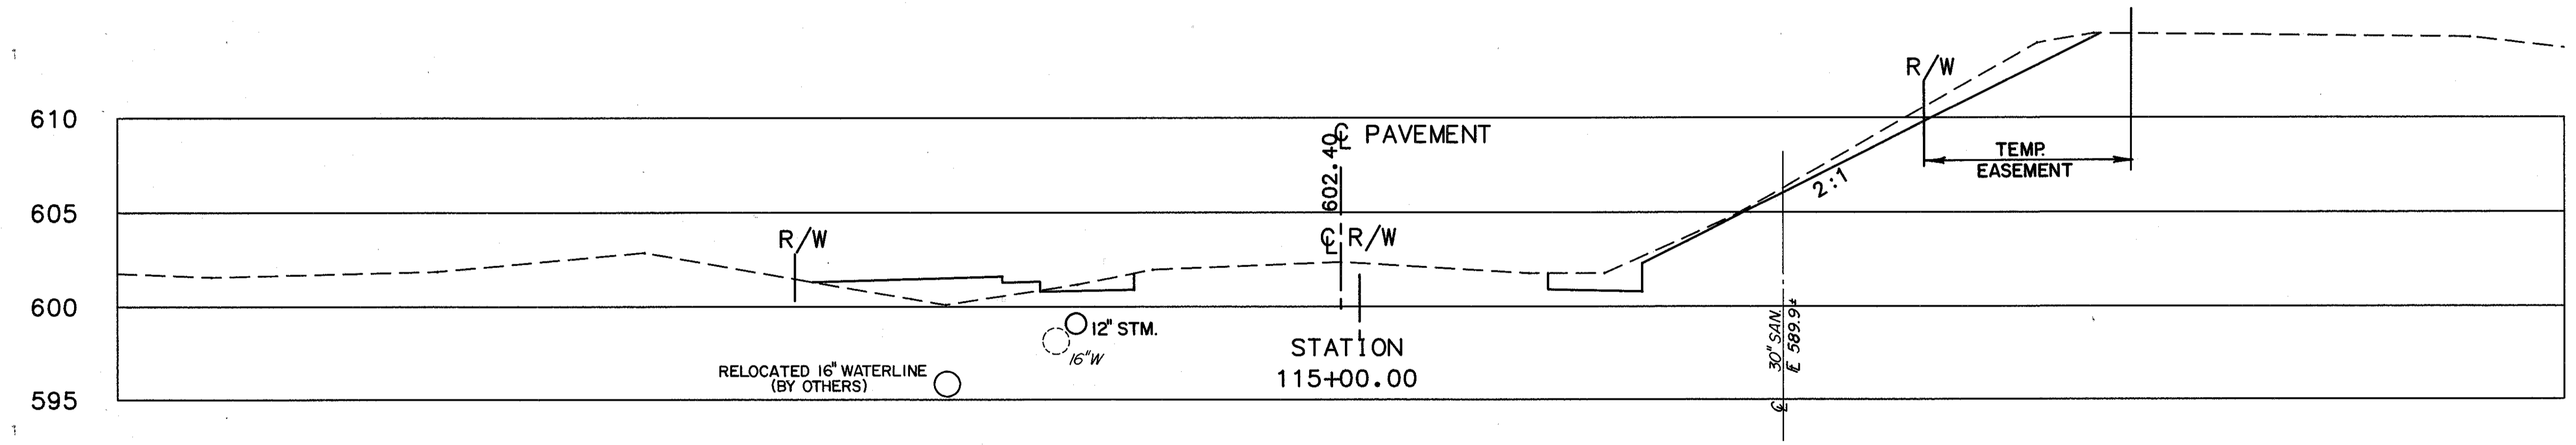 R/W
610
℄ PAVEMENT
TEMP.
EASEMENT
602.40
2:1
605
R/W
℄ R/W
600
12" STM.
16"W
30" SAN.
℄ 589.9±
STATION
RELOCATED 16" WATERLINE
(BY OTHERS)
115+00.00
595
℄